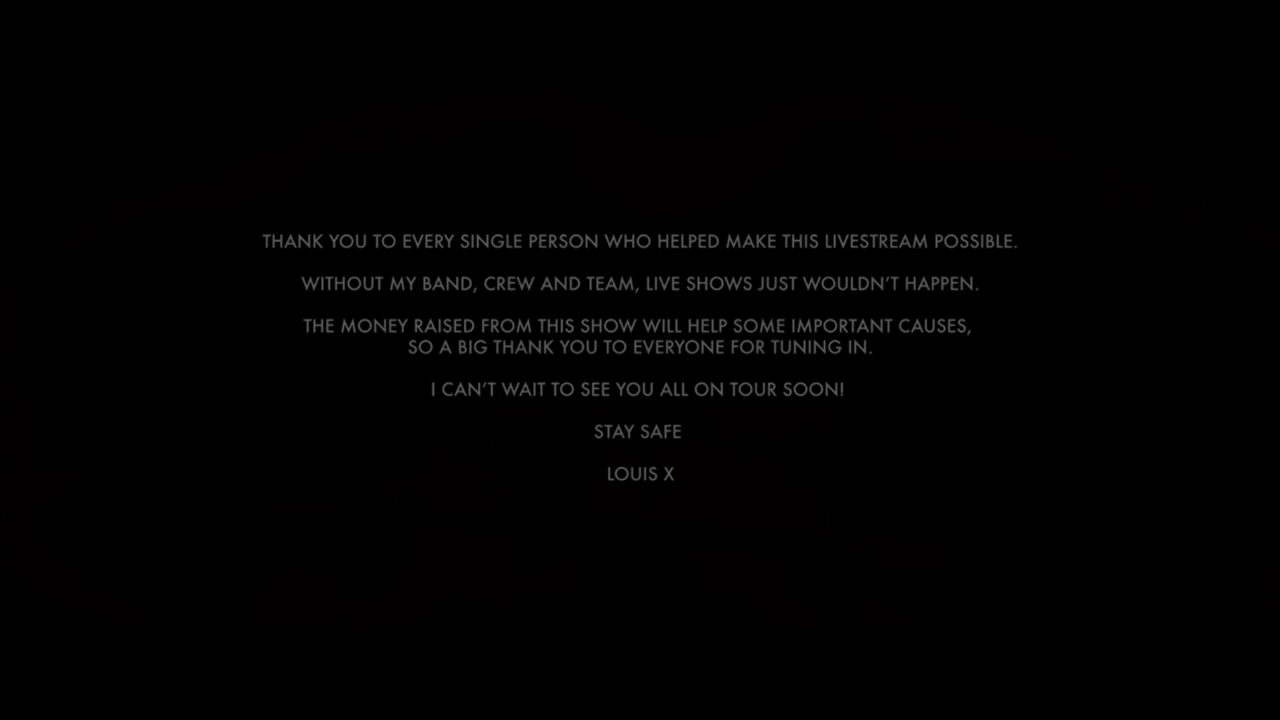 THANK YOU TO EVERY SINGLE PERSON WHO HELPED MAKE THIS LIVESTREAM POSSIBLE.
WITHOUT MY BAND, CREW AND TEAM, LIVE SHOWS JUST WOULDN'T HAPPEN.
THE MONEY RAISED FROM THIS SHOW WILL HELP SOME IMPORTANT CAUSES,
SO A BIG THANK YOU TO EVERYONE FOR TUNING IN.
I CAN'T WAIT TO SEE YOU ALL ON TOUR SOON!
STAY SAFE
LOUIS X